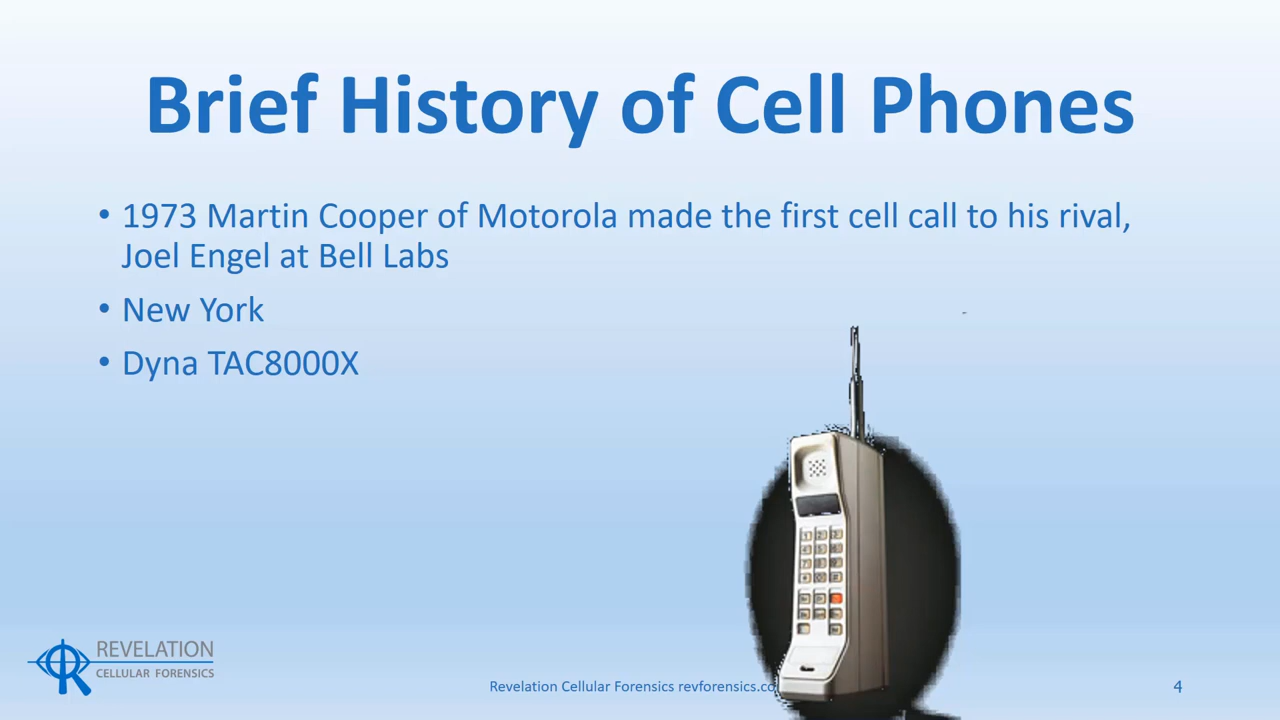 Brief History of Cell Phones
• 1973 Martin Cooper of Motorola made the first cell call to his rival,
Joel Engel at Bell Labs
• New York
• Dyna TAC8000X
REVELATION
CELLULAR FORENSICS
Revelation Cellular Forensics revforensics.co
4